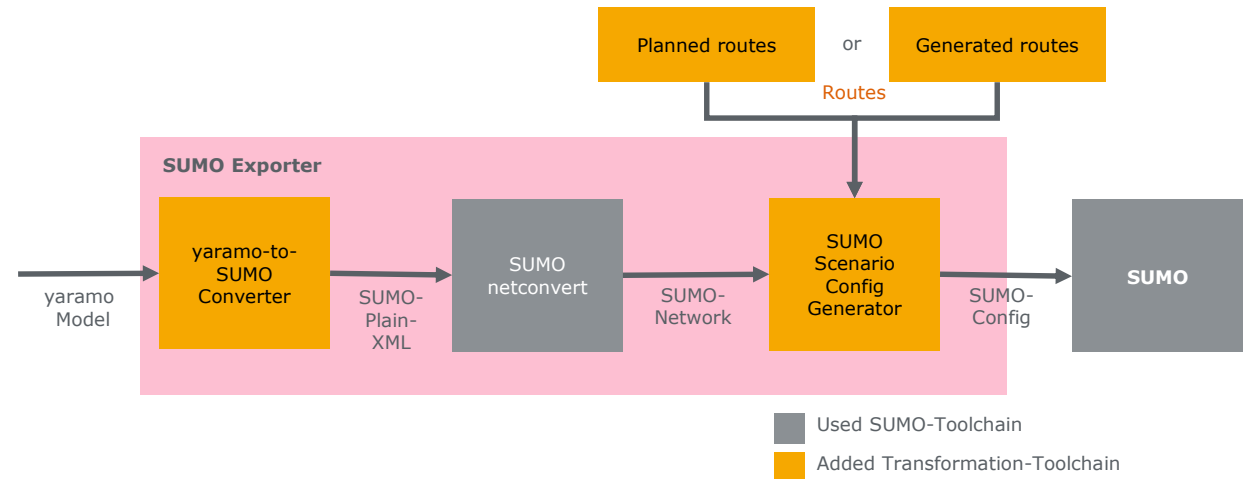 Planned routes
or
Generated routes
Routes
SUMO Exporter
yaramo-to-
SUMO
Converter
SUMO
netconvert
SUMO
Scenario
Config
Generator
SUMO
yaramo
Model
SUMO-
Plain-
XML
SUMO-
Network
SUMO-
Config
Used SUMO-Toolchain
Added Transformation-Toolchain